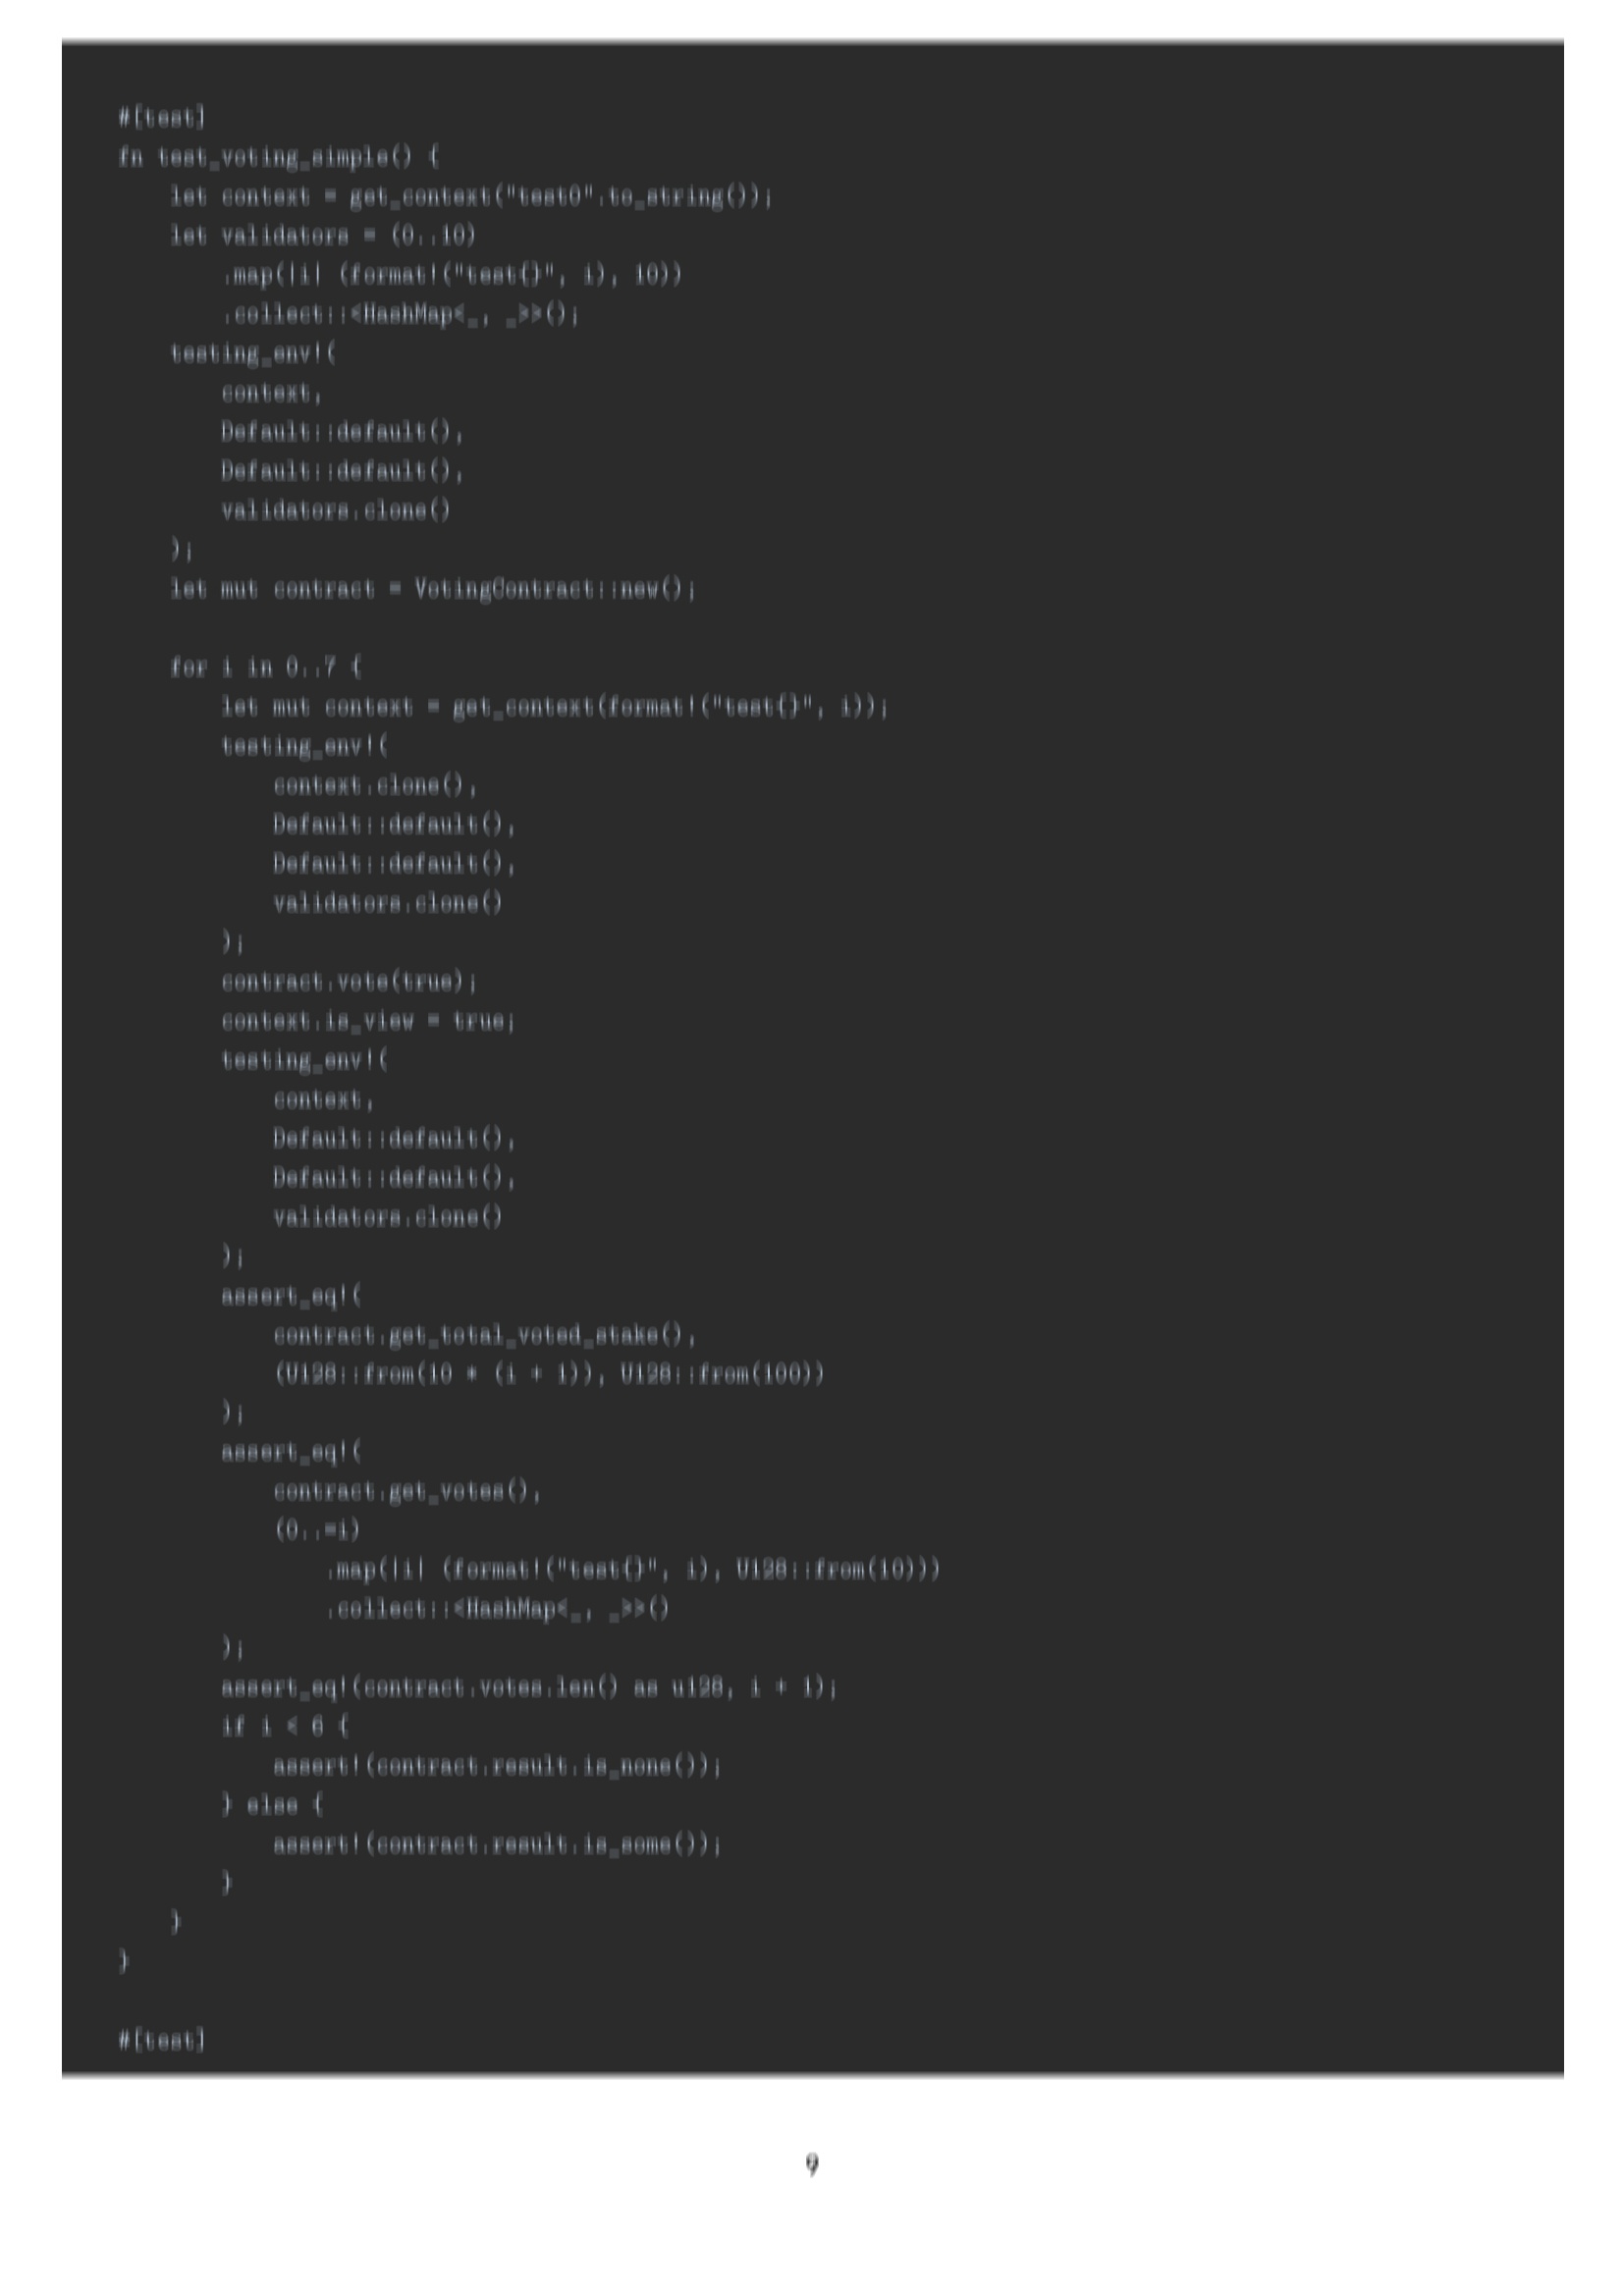 #[test]
fn test_voting_simple() {
    let context = get_context("test0".to_string());
    let validators = (0..10)
        .map(|i| (format!("test{}", i), 10))
        .collect::<HashMap<_, _>>();
    testing_env!(
        context,
        Default::default(),
        Default::default(),
        validators.clone()
    );
    let mut contract = VotingContract::new();

    for i in 0..7 {
        let mut context = get_context(format!("test{}", i));
        testing_env!(
            context.clone(),
            Default::default(),
            Default::default(),
            validators.clone()
        );
        contract.vote(true);
        context.is_view = true;
        testing_env!(
            context,
            Default::default(),
            Default::default(),
            validators.clone()
        );
        assert_eq!(
            contract.get_total_voted_stake(),
            (U128::from(10 * (i + 1)), U128::from(100))
        );
        assert_eq!(
            contract.get_votes(),
            (0..=i)
                .map(|i| (format!("test{}", i), U128::from(10)))
                .collect::<HashMap<_, _>>()
        );
        assert_eq!(contract.votes.len() as u128, i + 1);
        if i < 6 {
            assert!(contract.result.is_none());
        } else {
            assert!(contract.result.is_some());
        }
    }
}

#[test]
9